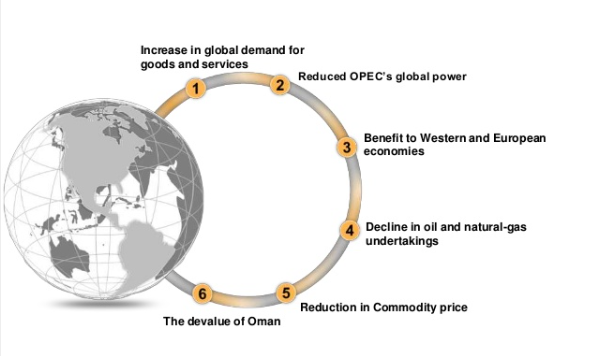 Increase in global demand for
goods and services
1
2
Reduced OPEC's global power
3
Benefit to Western and European
economies
4
Decline in oil and natural-gas
undertakings
5
Reduction in Commodity price
6
The devalue of Oman